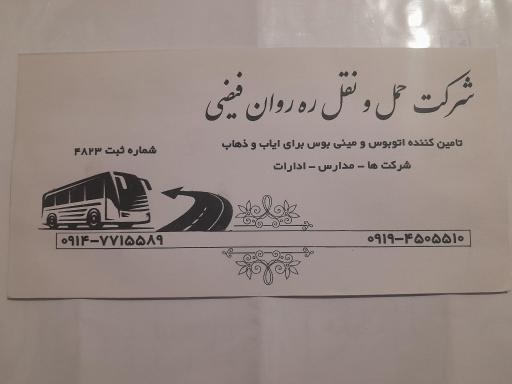 شرکت حمل و نقل ره روان فیضی
تامین کننده اتوبوس و مینی بوس برای ایاب و ذهاب
شرکت ها - مدارس - ادارات
شماره ثبت ۴۸۲۳
۰۹۱۴-۷۷۱۵۵۸۹
۰۹۱۹-۴۵۰۵۵۱۰